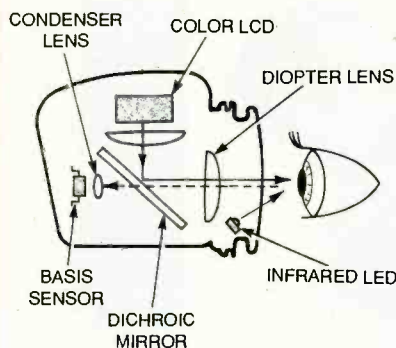 CONDENSER
LENS
COLOR LCD
DIOPTER LENS
BASIS
SENSOR
DICHROIC
MIRROR
INFRARED LED